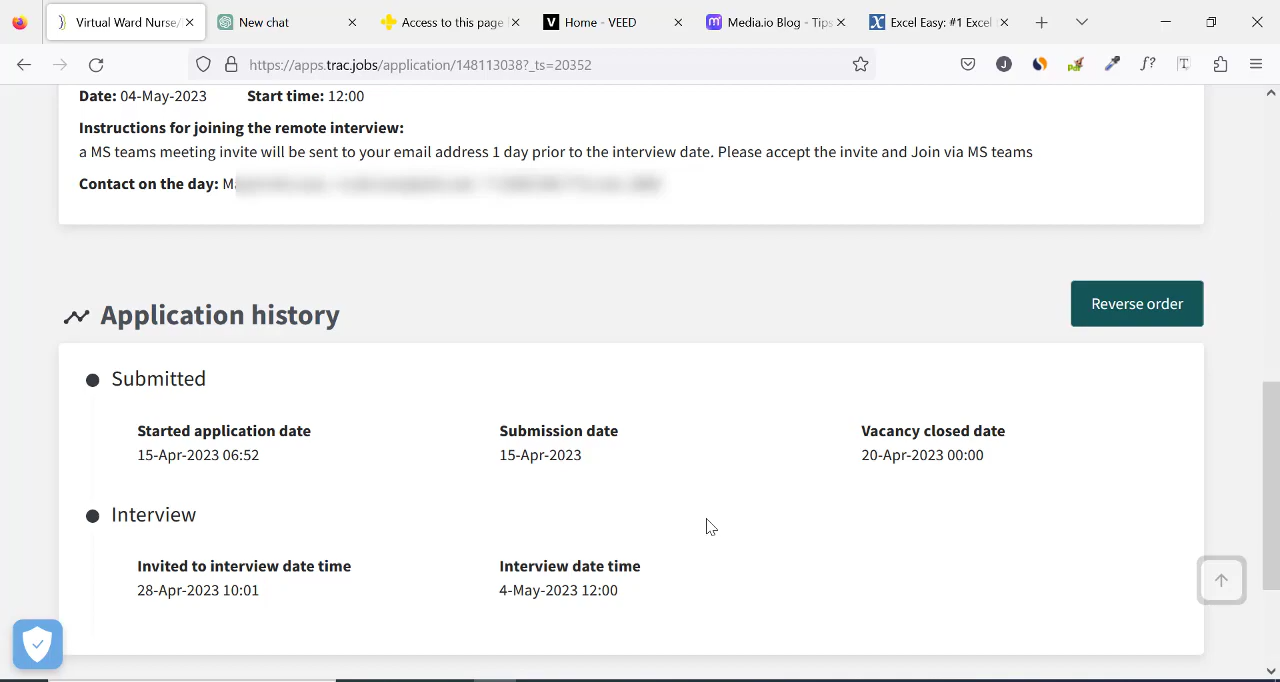 Virtual Ward Nurse/
New chat
Access to this page
Home - VEED
Media.io Blog - Tips
Excel Easy: #1 Excel
https://apps.trac.jobs/application/148113038?_ts=20352
Date: 04-May-2023 Start time: 12:00
Instructions for joining the remote interview:
a MS teams meeting invite will be sent to your email address 1 day prior to the interview date. Please accept the invite and Join via MS teams
Contact on the day:
Application history
Reverse order
Submitted
Started application date Submission date Vacancy closed date
15-Apr-2023 06:52 15-Apr-2023 20-Apr-2023 00:00
Interview
Invited to interview date time Interview date time
28-Apr-2023 10:01 4-May-2023 12:00